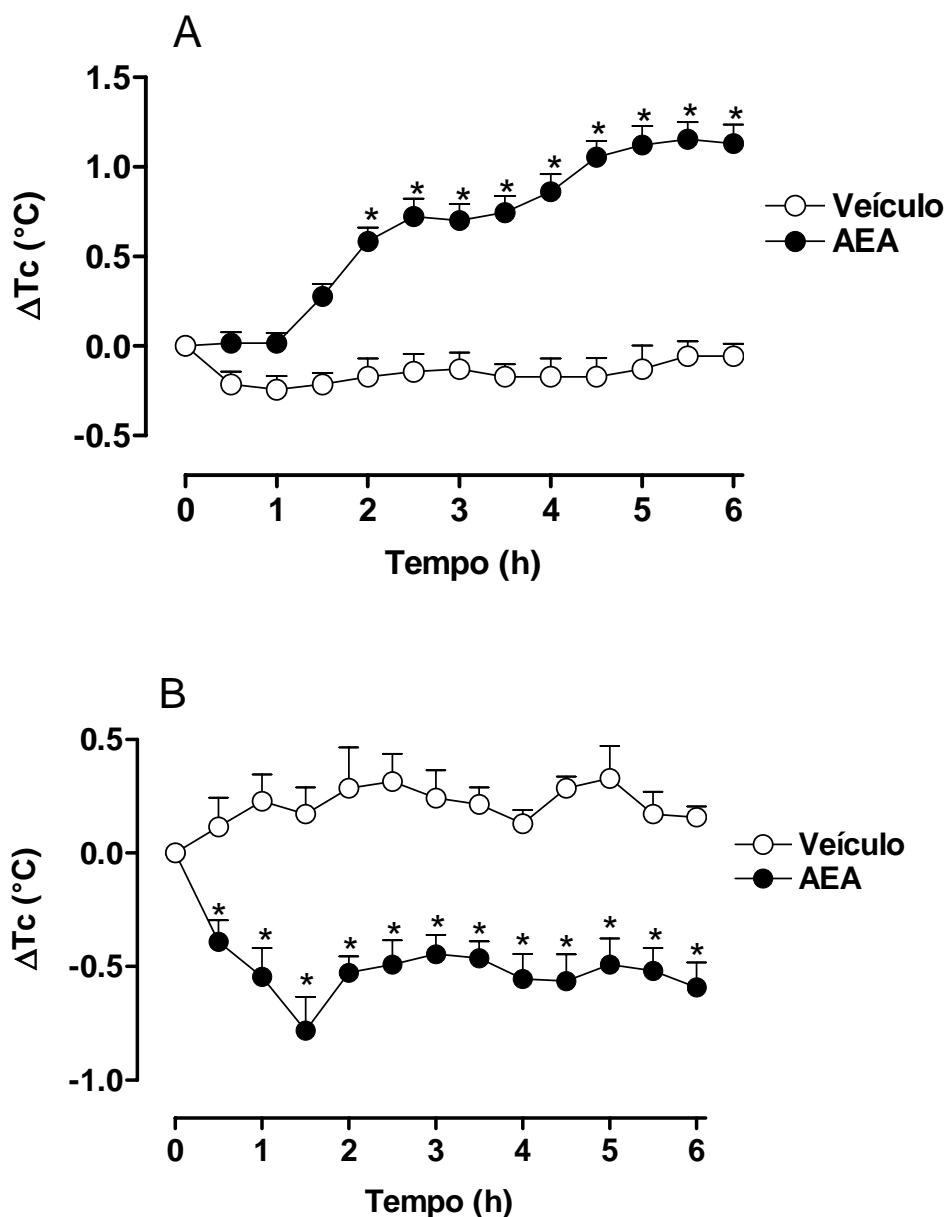 A
1.5
1.0
0.5
0.0
-0.5
ΔTc (°C)
* * * * * * * * *
Veículo
AEA
0 1 2 3 4 5 6
Tempo (h)
B
0.5
0.0
-0.5
-1.0
ΔTc (°C)
* * * * * * * * * * * *
Veículo
AEA
0 1 2 3 4 5 6
Tempo (h)